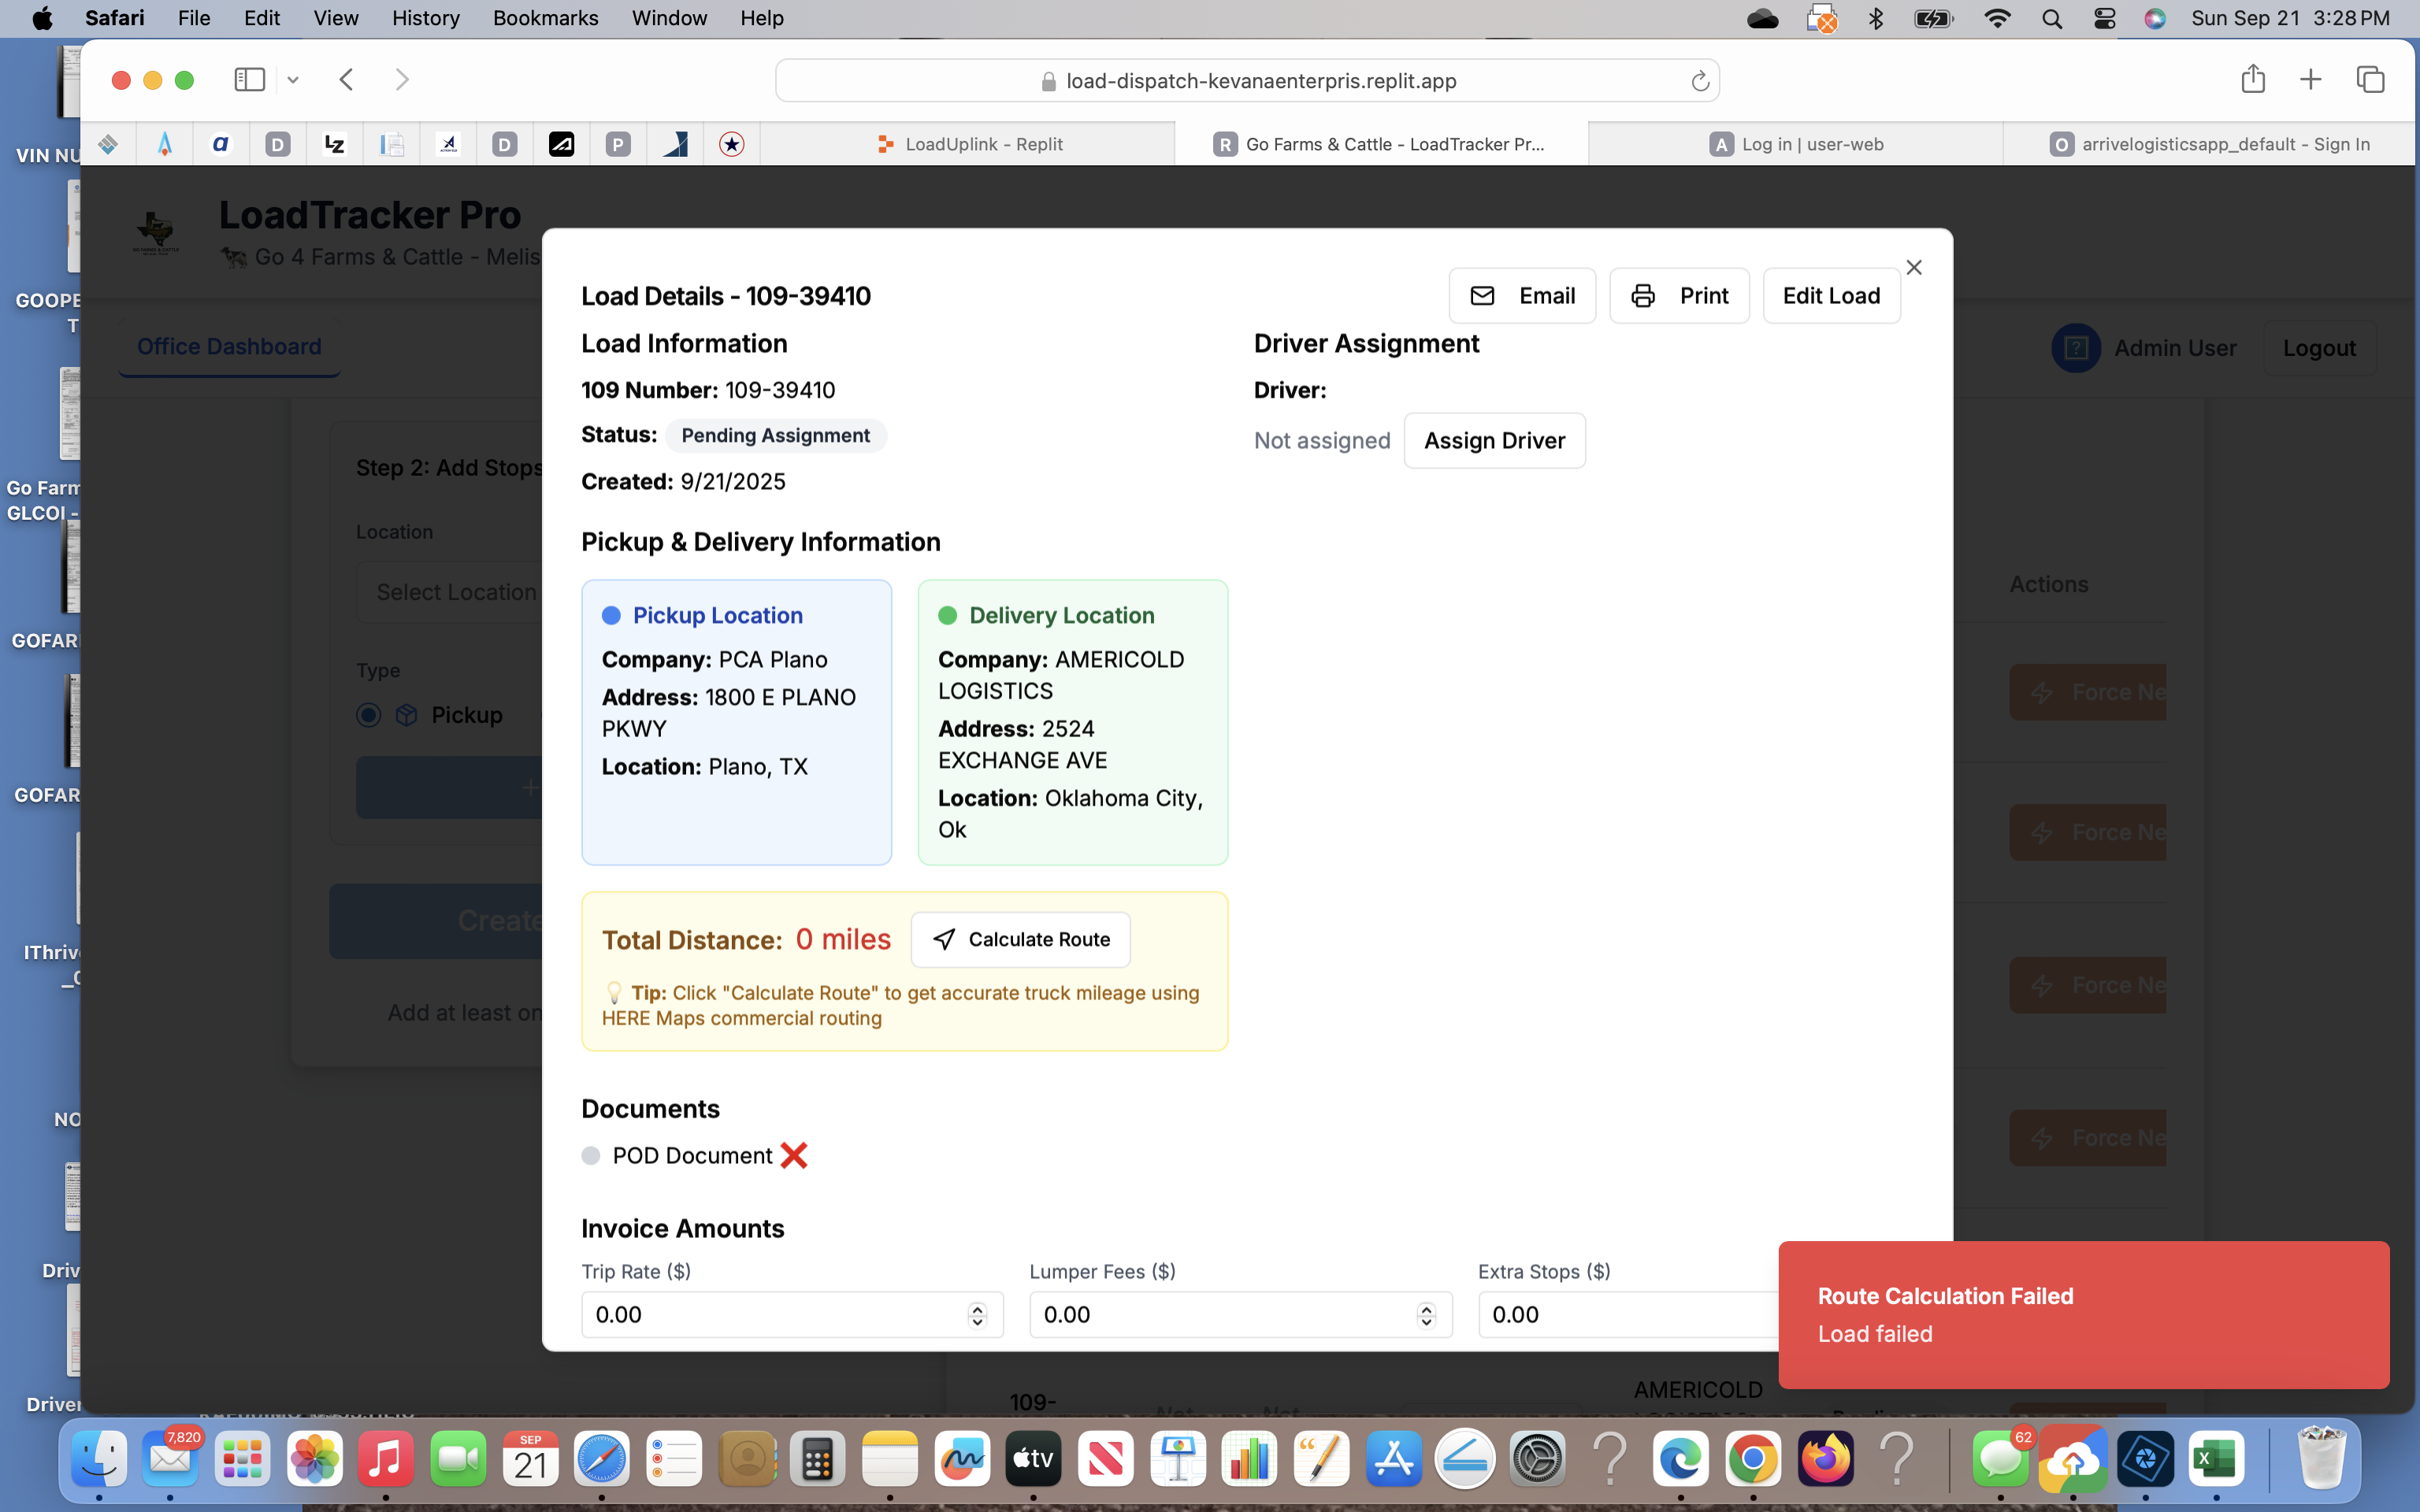 Safari File Edit View History Bookmarks Window Help
Sun Sep 21 3:28 PM
load-dispatch-kevanaenterpris.replit.app
LoadUplink - Replit
Go Farms & Cattle - LoadTracker Pr...
Log in | user-web
arrivelogisticsapp_default - Sign In
LoadTracker Pro
Go 4 Farms & Cattle - Melis
Office Dashboard
Admin User
Logout
Step 2: Add Stops
Location
Select Location
Type
Pickup
Create
Add at least on
Actions
Force Ne
Force Ne
Force Ne
Force Ne
Load Details - 109-39410
Email
Print
Edit Load
Load Information
109 Number: 109-39410
Status: Pending Assignment
Created: 9/21/2025
Driver Assignment
Driver:
Not assigned
Assign Driver
Pickup & Delivery Information
Pickup Location
Company: PCA Plano
Address: 1800 E PLANO
PKWY
Location: Plano, TX
Delivery Location
Company: AMERICOLD
LOGISTICS
Address: 2524
EXCHANGE AVE
Location: Oklahoma City,
Ok
Total Distance: 0 miles
Calculate Route
Tip: Click "Calculate Route" to get accurate truck mileage using
HERE Maps commercial routing
Documents
POD Document
Invoice Amounts
Trip Rate ($)
Lumper Fees ($)
Extra Stops ($)
0.00
0.00
0.00
Route Calculation Failed
Load failed
109-
AMERICOLD
VIN NU
GOOPE
T
Go Farm
GLCOI -
GOFAR
GOFAR
IThriv
NO
Driv
Driver
7,820
SEP
21
tv
62